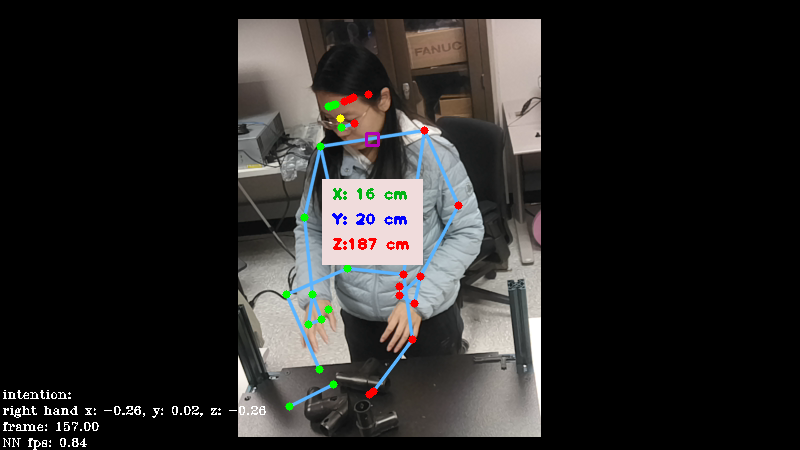 FANUC
X: 16 cm
Y: 20 cm
Z:187 cm
intention:
right hand x: -0.26, y: 0.02, z: -0.26
frame: 157.00
NN fps: 0.84